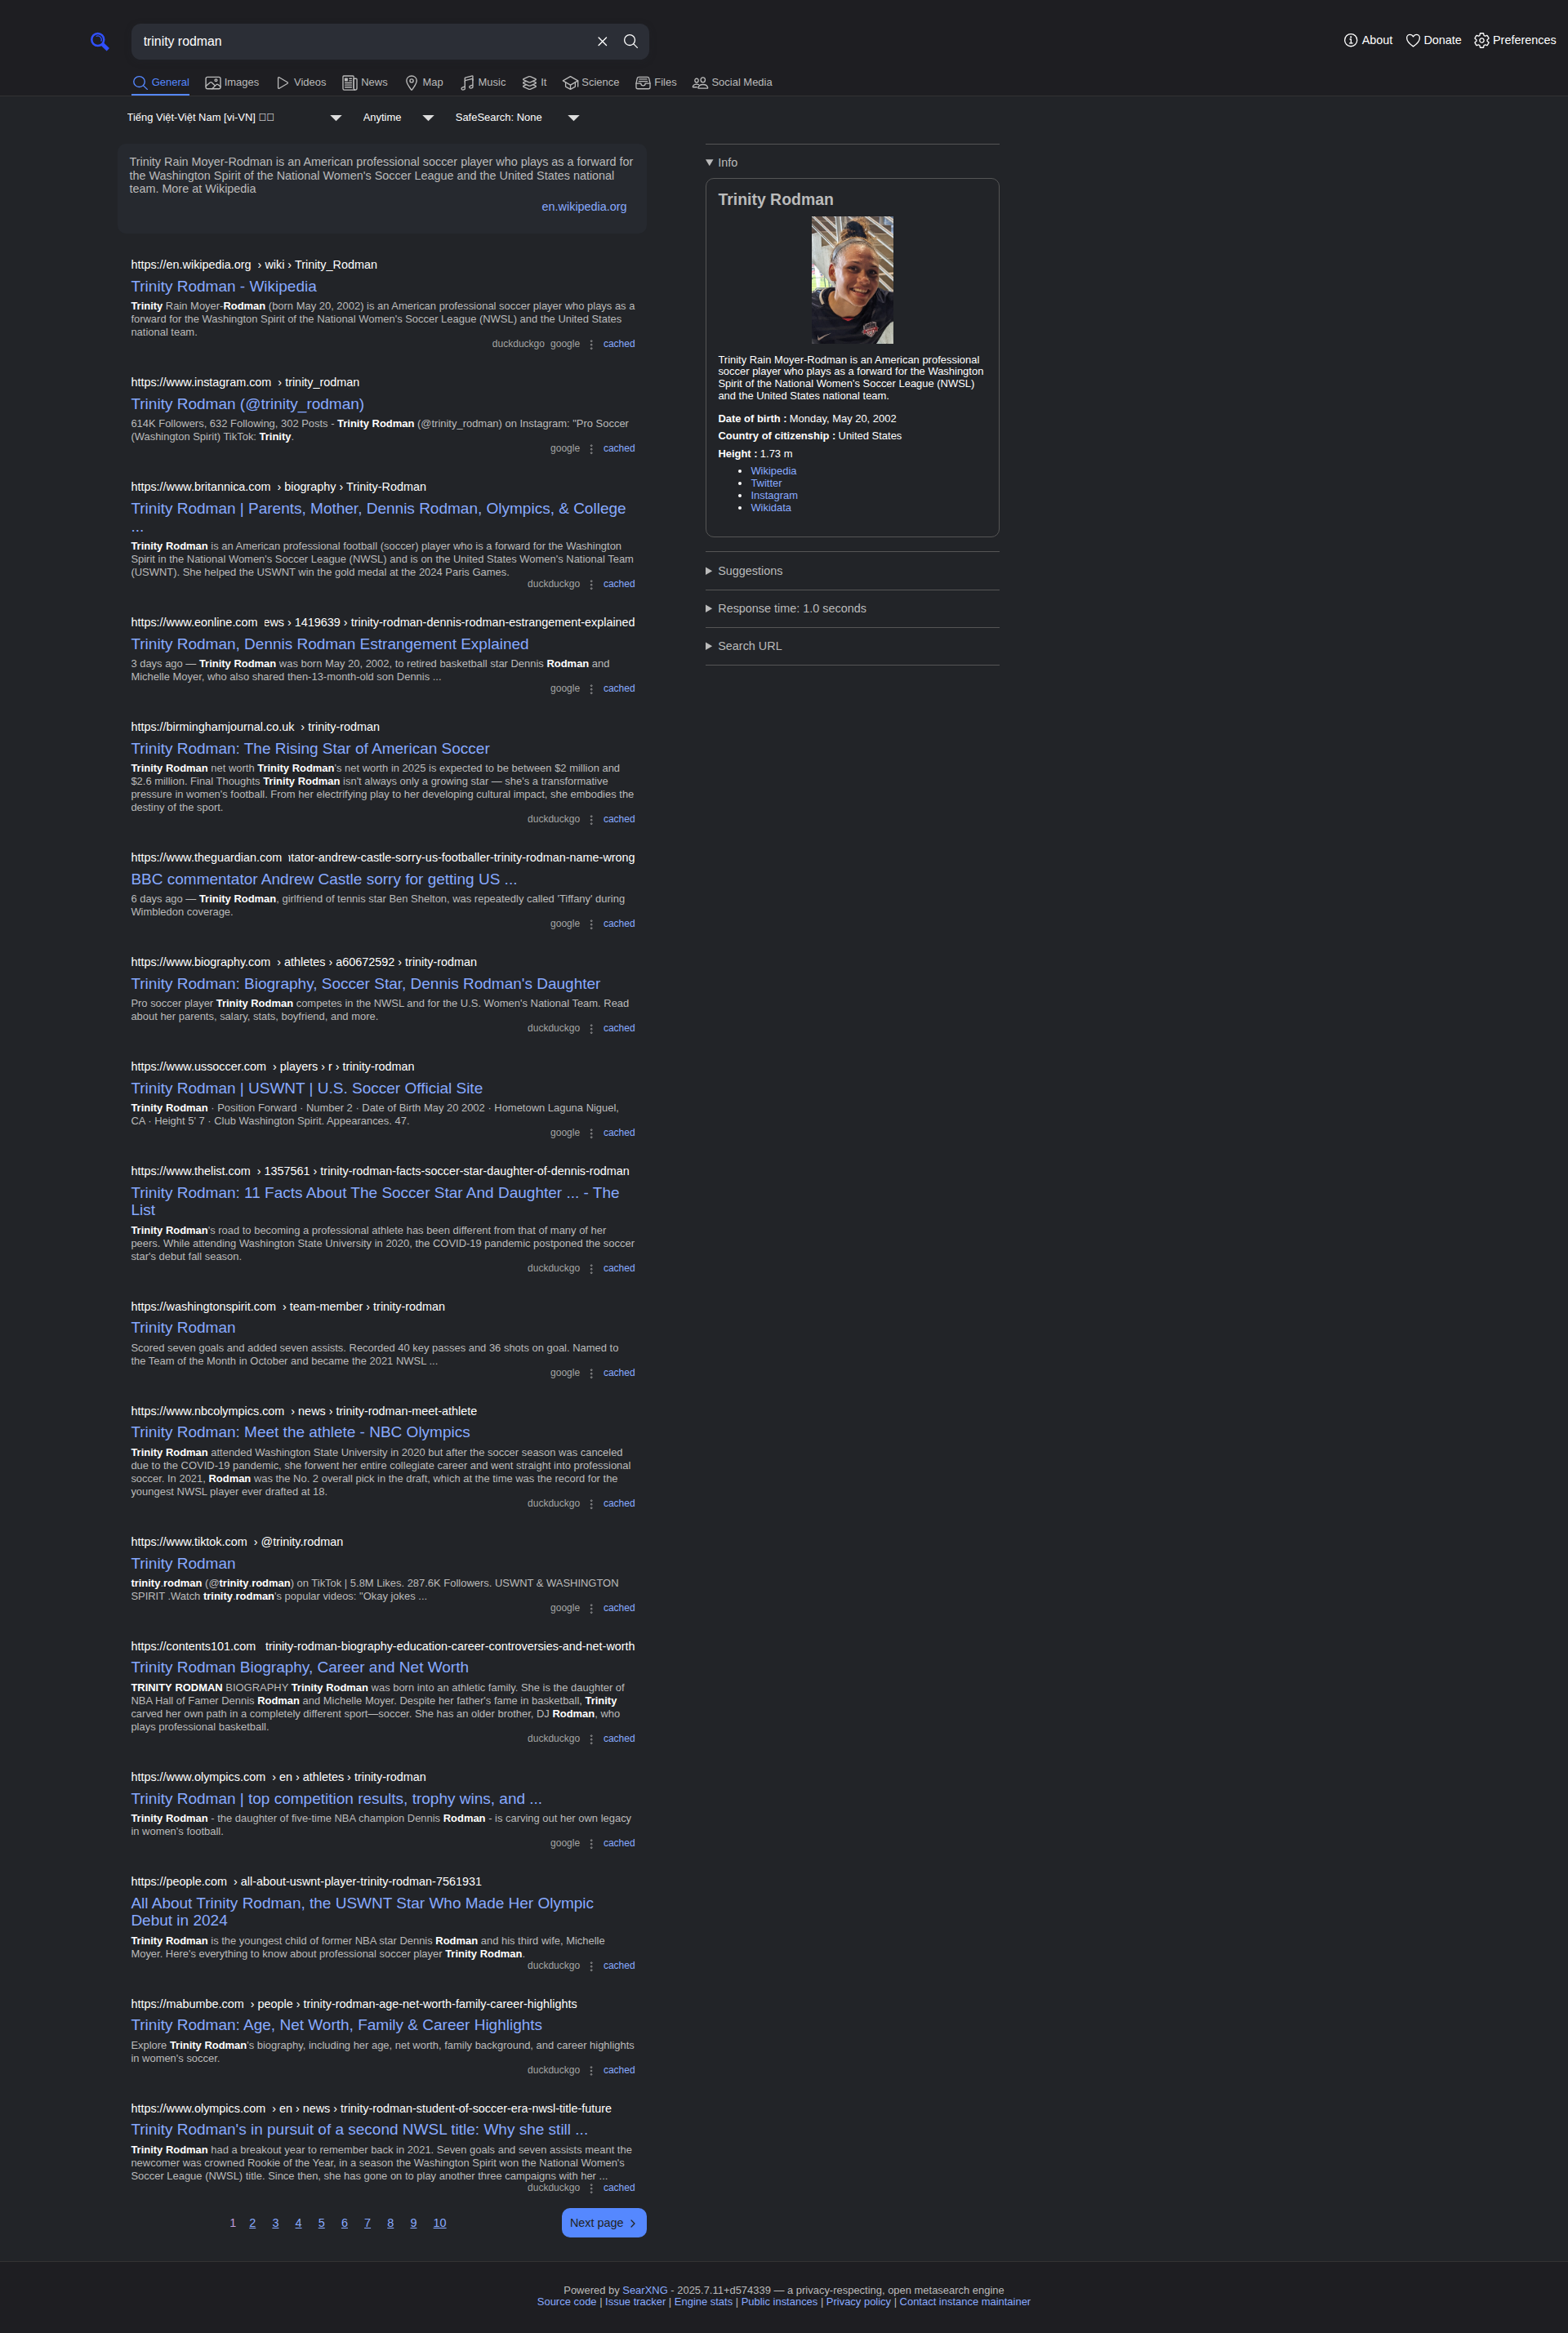 trinity rodman
About
Donate
Preferences
General
Images
Videos
News
Map
Music
It
Science
Files
Social Media
Tiếng Việt-Việt Nam [vi-VN]
Anytime
SafeSearch: None
Trinity Rain Moyer-Rodman is an American professional soccer player who plays as a forward for
the Washington Spirit of the National Women's Soccer League and the United States national
team. More at Wikipedia
en.wikipedia.org
https://en.wikipedia.org › wiki › Trinity_Rodman
Trinity Rodman - Wikipedia
Trinity Rain Moyer-Rodman (born May 20, 2002) is an American professional soccer player who plays as a
forward for the Washington Spirit of the National Women's Soccer League (NWSL) and the United States
national team.
duckduckgo google cached
https://www.instagram.com › trinity_rodman
Trinity Rodman (@trinity_rodman)
614K Followers, 632 Following, 302 Posts - Trinity Rodman (@trinity_rodman) on Instagram: "Pro Soccer
(Washington Spirit) TikTok: Trinity.
google cached
https://www.britannica.com › biography › Trinity-Rodman
Trinity Rodman | Parents, Mother, Dennis Rodman, Olympics, & College
...
Trinity Rodman is an American professional football (soccer) player who is a forward for the Washington
Spirit in the National Women's Soccer League (NWSL) and is on the United States Women's National Team
(USWNT). She helped the USWNT win the gold medal at the 2024 Paris Games.
duckduckgo cached
https://www.eonline.com ews › 1419639 › trinity-rodman-dennis-rodman-estrangement-explained
Trinity Rodman, Dennis Rodman Estrangement Explained
3 days ago — Trinity Rodman was born May 20, 2002, to retired basketball star Dennis Rodman and
Michelle Moyer, who also shared then-13-month-old son Dennis ...
google cached
https://birminghamjournal.co.uk › trinity-rodman
Trinity Rodman: The Rising Star of American Soccer
Trinity Rodman net worth Trinity Rodman's net worth in 2025 is expected to be between $2 million and
$2.6 million. Final Thoughts Trinity Rodman isn't always only a growing star — she's a transformative
pressure in women's football. From her electrifying play to her developing cultural impact, she embodies the
destiny of the sport.
duckduckgo cached
https://www.theguardian.com tator-andrew-castle-sorry-us-footballer-trinity-rodman-name-wrong
BBC commentator Andrew Castle sorry for getting US ...
6 days ago — Trinity Rodman, girlfriend of tennis star Ben Shelton, was repeatedly called 'Tiffany' during
Wimbledon coverage.
google cached
https://www.biography.com › athletes › a60672592 › trinity-rodman
Trinity Rodman: Biography, Soccer Star, Dennis Rodman's Daughter
Pro soccer player Trinity Rodman competes in the NWSL and for the U.S. Women's National Team. Read
about her parents, salary, stats, boyfriend, and more.
duckduckgo cached
https://www.ussoccer.com › players › r › trinity-rodman
Trinity Rodman | USWNT | U.S. Soccer Official Site
Trinity Rodman · Position Forward · Number 2 · Date of Birth May 20 2002 · Hometown Laguna Niguel,
CA · Height 5' 7 · Club Washington Spirit. Appearances. 47.
google cached
https://www.thelist.com › 1357561 › trinity-rodman-facts-soccer-star-daughter-of-dennis-rodman
Trinity Rodman: 11 Facts About The Soccer Star And Daughter ... - The
List
Trinity Rodman's road to becoming a professional athlete has been different from that of many of her
peers. While attending Washington State University in 2020, the COVID-19 pandemic postponed the soccer
star's debut fall season.
duckduckgo cached
https://washingtonspirit.com › team-member › trinity-rodman
Trinity Rodman
Scored seven goals and added seven assists. Recorded 40 key passes and 36 shots on goal. Named to
the Team of the Month in October and became the 2021 NWSL ...
google cached
https://www.nbcolympics.com › news › trinity-rodman-meet-athlete
Trinity Rodman: Meet the athlete - NBC Olympics
Trinity Rodman attended Washington State University in 2020 but after the soccer season was canceled
due to the COVID-19 pandemic, she forwent her entire collegiate career and went straight into professional
soccer. In 2021, Rodman was the No. 2 overall pick in the draft, which at the time was the record for the
youngest NWSL player ever drafted at 18.
duckduckgo cached
https://www.tiktok.com › @trinity.rodman
Trinity Rodman
trinity.rodman (@trinity.rodman) on TikTok | 5.8M Likes. 287.6K Followers. USWNT & WASHINGTON
SPIRIT .Watch trinity.rodman's popular videos: "Okay jokes ...
google cached
https://contents101.com trinity-rodman-biography-education-career-controversies-and-net-worth
Trinity Rodman Biography, Career and Net Worth
TRINITY RODMAN BIOGRAPHY Trinity Rodman was born into an athletic family. She is the daughter of
NBA Hall of Famer Dennis Rodman and Michelle Moyer. Despite her father's fame in basketball, Trinity
carved her own path in a completely different sport—soccer. She has an older brother, DJ Rodman, who
plays professional basketball.
duckduckgo cached
https://www.olympics.com › en › athletes › trinity-rodman
Trinity Rodman | top competition results, trophy wins, and ...
Trinity Rodman - the daughter of five-time NBA champion Dennis Rodman - is carving out her own legacy
in women's football.
google cached
https://people.com › all-about-uswnt-player-trinity-rodman-7561931
All About Trinity Rodman, the USWNT Star Who Made Her Olympic
Debut in 2024
Trinity Rodman is the youngest child of former NBA star Dennis Rodman and his third wife, Michelle
Moyer. Here's everything to know about professional soccer player Trinity Rodman.
duckduckgo cached
https://mabumbe.com › people › trinity-rodman-age-net-worth-family-career-highlights
Trinity Rodman: Age, Net Worth, Family & Career Highlights
Explore Trinity Rodman's biography, including her age, net worth, family background, and career highlights
in women's soccer.
duckduckgo cached
https://www.olympics.com › en › news › trinity-rodman-student-of-soccer-era-nwsl-title-future
Trinity Rodman's in pursuit of a second NWSL title: Why she still ...
Trinity Rodman had a breakout year to remember back in 2021. Seven goals and seven assists meant the
newcomer was crowned Rookie of the Year, in a season the Washington Spirit won the National Women's
Soccer League (NWSL) title. Since then, she has gone on to play another three campaigns with her ...
duckduckgo cached
1 2 3 4 5 6 7 8 9 10
Next page
Info
Trinity Rodman
Trinity Rain Moyer-Rodman is an American professional
soccer player who plays as a forward for the Washington
Spirit of the National Women's Soccer League (NWSL)
and the United States national team.
Date of birth : Monday, May 20, 2002
Country of citizenship : United States
Height : 1.73 m
Wikipedia
Twitter
Instagram
Wikidata
Suggestions
Response time: 1.0 seconds
Search URL
Powered by SearXNG - 2025.7.11+d574339 — a privacy-respecting, open metasearch engine
Source code | Issue tracker | Engine stats | Public instances | Privacy policy | Contact instance maintainer